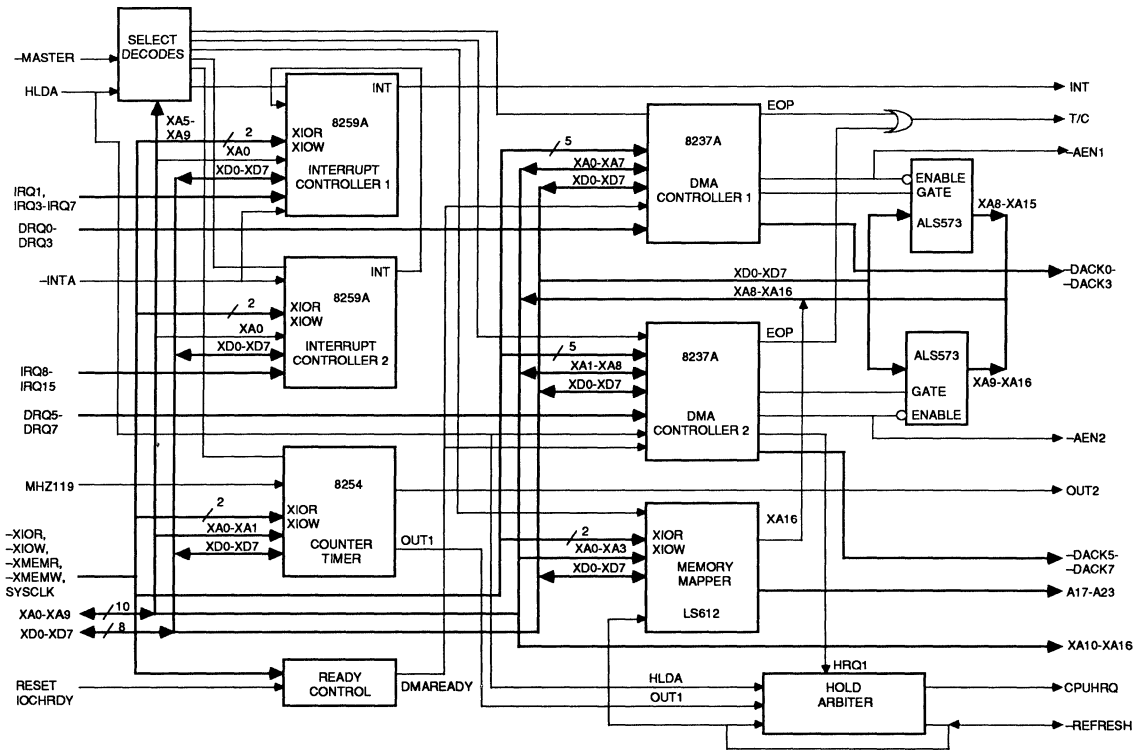 SELECT
DECODES
–MASTER
HLDA
XA5-
XA9
2
XA0
XD0-XD7
XIOR
XIOW
8259A
INT
INTERRUPT
CONTROLLER 1
IRQ1,
IRQ3-IRQ7
DRQ0-
DRQ3
–INTA
2
XA0
XD0-XD7
XIOR
XIOW
8259A
INT
INTERRUPT
CONTROLLER 2
IRQ8-
IRQ15
DRQ5-
DRQ7
MHZ119
2
XA0-XA1
XD0-XD7
XIOR
XIOW
8254
COUNTER
TIMER
OUT1
–XIOR,
–XIOW,
–XMEMR,
–XMEMW,
SYSCLK
XA0-XA9
10
XD0-XD7
8
RESET
IOCHRDY
READY
CONTROL
DMAREADY
5
XA0-XA7
XD0-XD7
8237A
DMA
CONTROLLER 1
EOP
INT
T/C
–AEN1
ENABLE
GATE
ALS573
XA8-XA15
XD0-XD7
XA8-XA16
–DACK0-
–DACK3
5
XA1-XA8
XD0-XD7
8237A
DMA
CONTROLLER 2
EOP
ALS573
GATE
ENABLE
XA9-XA16
–AEN2
OUT2
2
XA0-XA3
XD0-XD7
XIOR
XIOW
MEMORY
MAPPER
LS612
XA16
–DACK5-
–DACK7
A17-A23
XA10-XA16
HRQ1
HLDA
OUT1
HOLD
ARBITER
CPUHRQ
–REFRESH